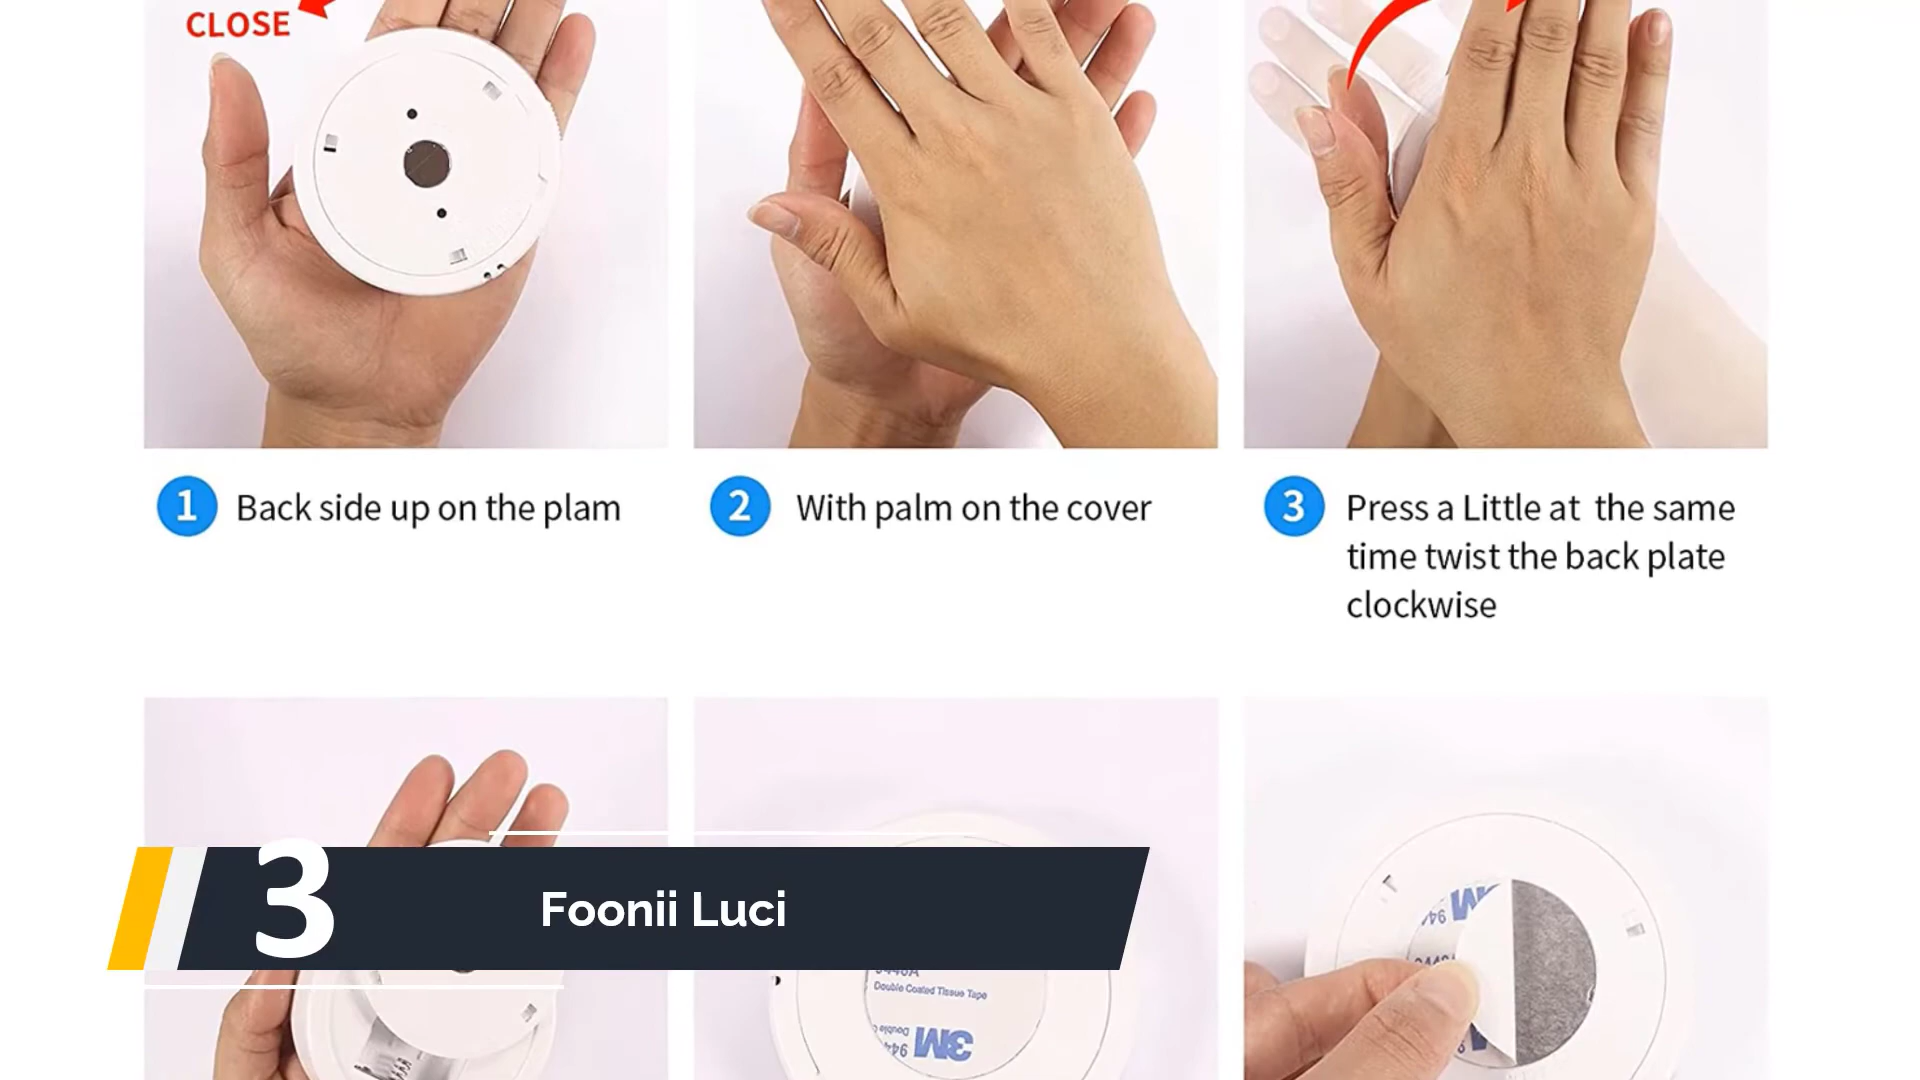 CLOSE
1 Back side up on the plam
2 With palm on the cover
3 Press a Little at the same
time twist the back plate
clockwise
3 Foonii Luci
Double Coated Tissue Tape
3M